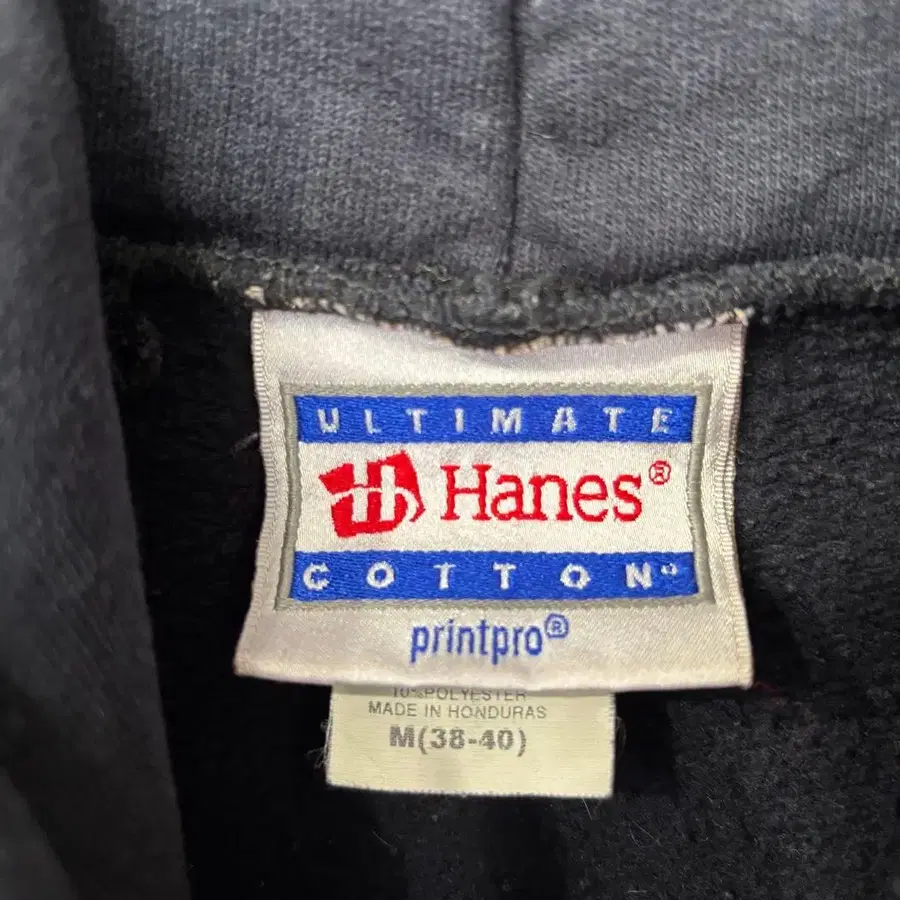 ULTIMATE
Hanes®
COTTON
printpro®
10% POLYESTER
MADE IN HONDURAS
M(38-40)